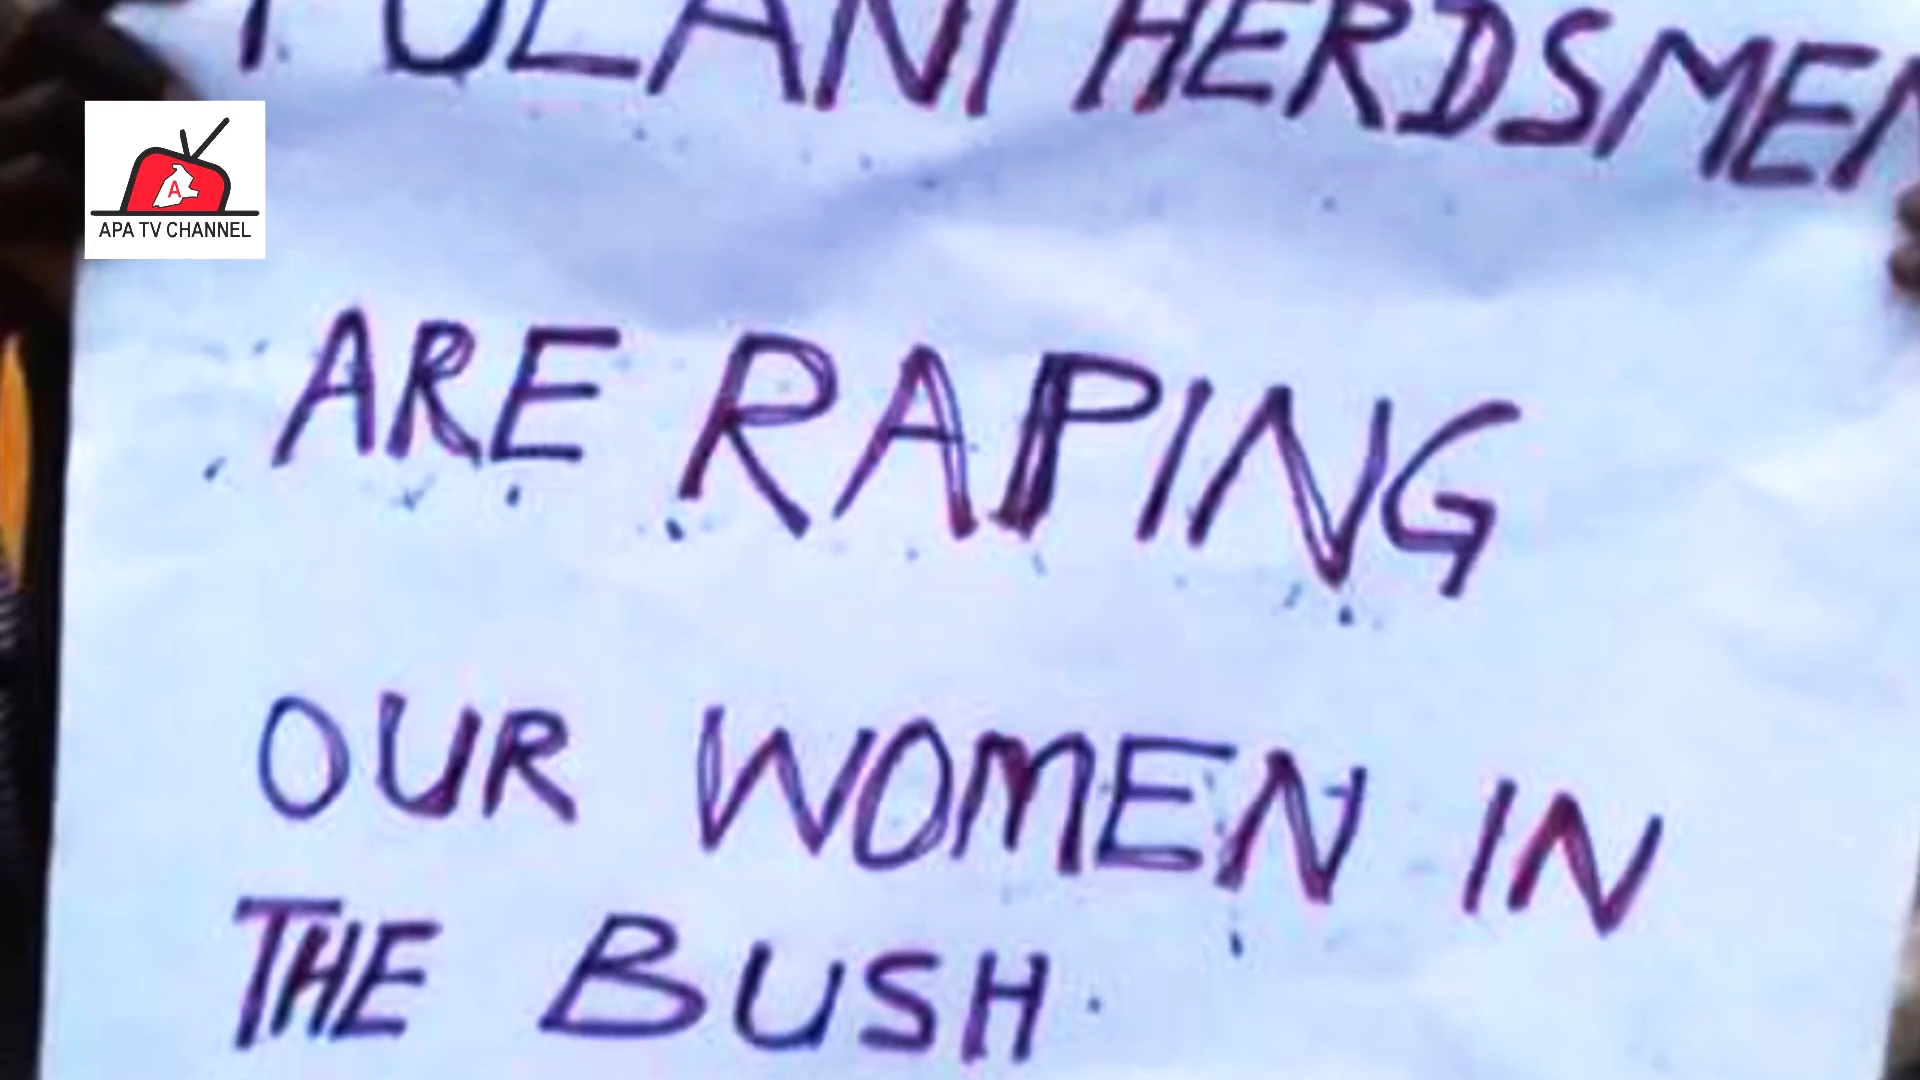 FULANI HERDSMEN
APA TV CHANNEL
ARE RAPING
OUR WOMEN IN
THE BUSH.